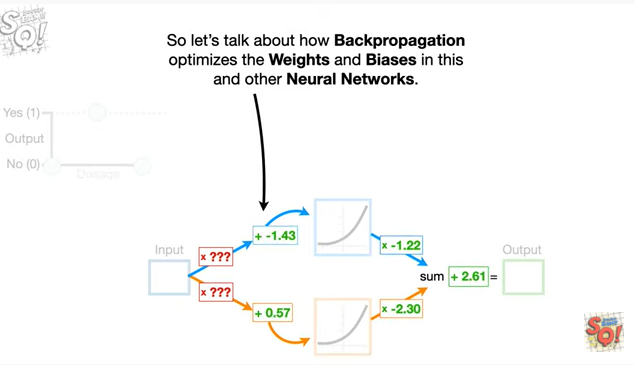 So let's talk about how Backpropagation
optimizes the Weights and Biases in this
and other Neural Networks.
Yes (1)
Output
No (0)
Dosage
Input
x ???
+ -1.43
x -1.22
Output
sum + 2.61 =
x ???
+ 0.57
x -2.30
SQ!